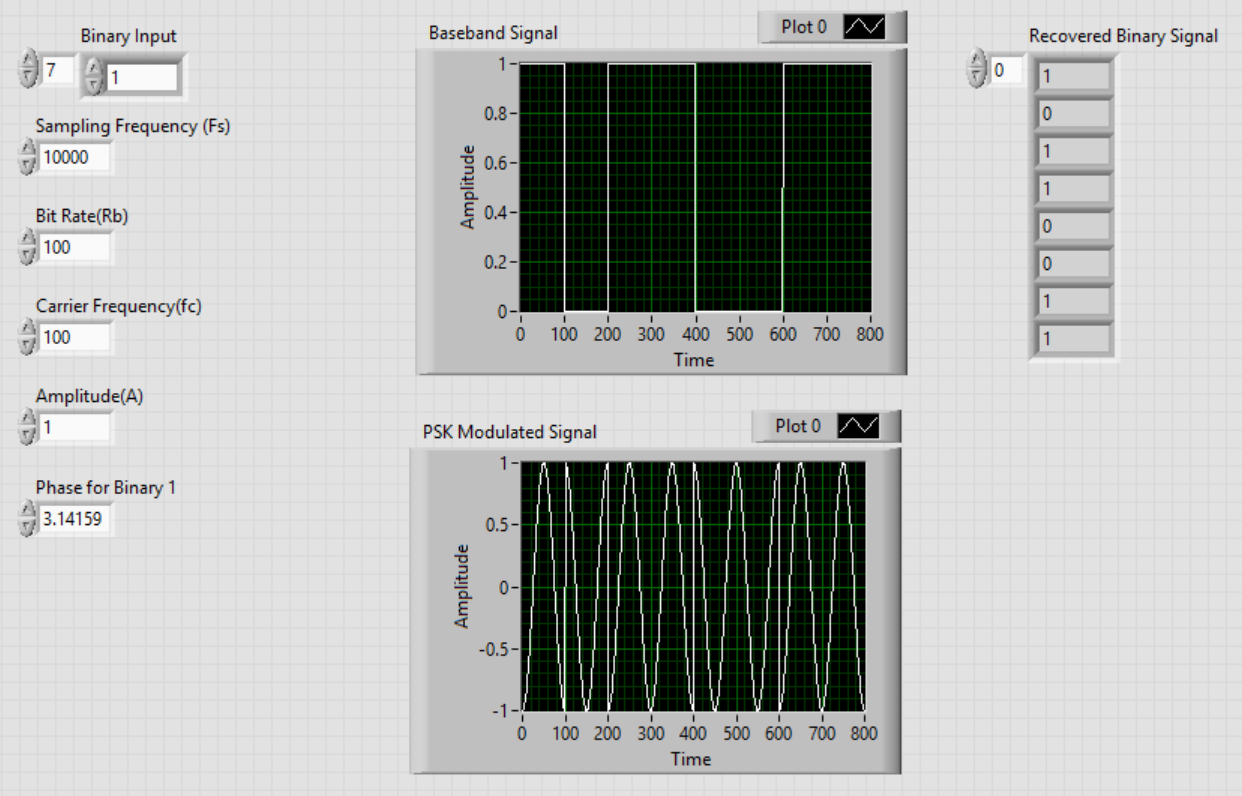 Binary Input
7
1
Sampling Frequency (Fs)
10000
Bit Rate(Rb)
100
Carrier Frequency(fc)
100
Amplitude(A)
1
Phase for Binary 1
3.14159
Baseband Signal
Plot 0
Amplitude
1
0.8
0.6
0.4
0.2
0
0 100 200 300 400 500 600 700 800
Time
PSK Modulated Signal
Plot 0
Amplitude
1
0.5
0
-0.5
-1
0 100 200 300 400 500 600 700 800
Time
Recovered Binary Signal
0
1
0
1
1
0
0
1
1